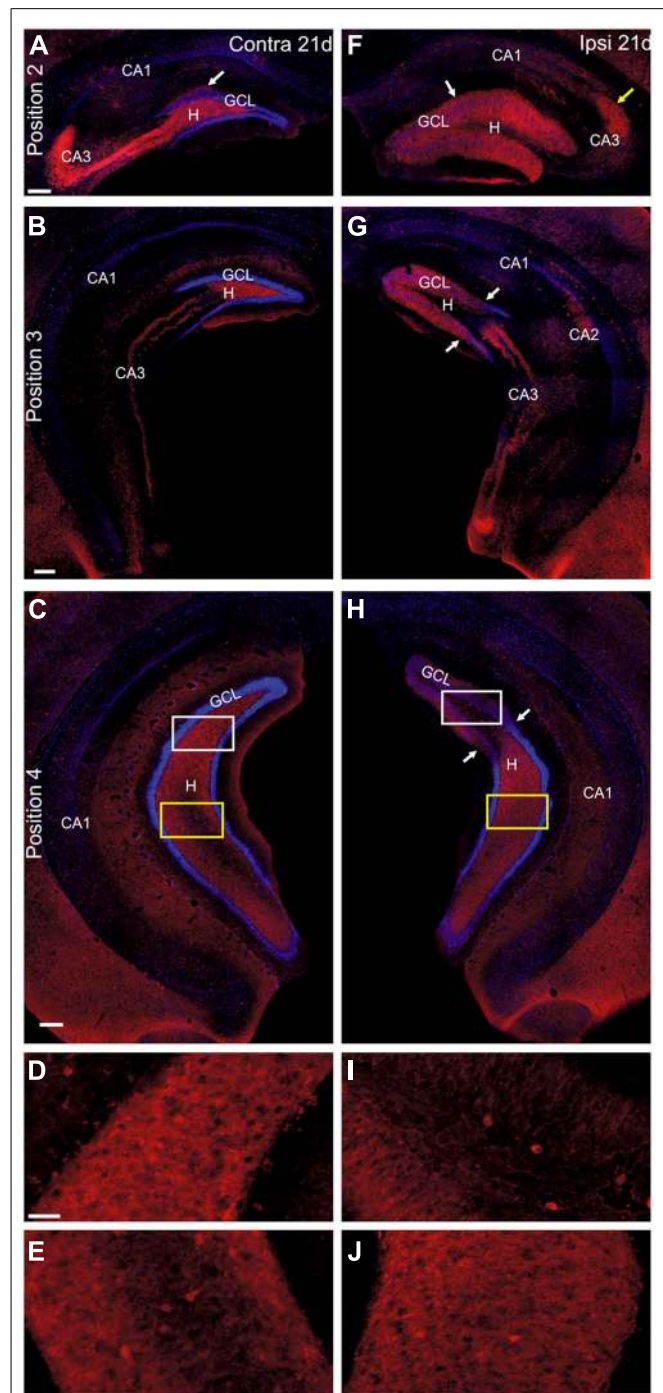 A
Contra 21d
CA1
GCL
H
CA3
Position 2
F
Ipsi 21d
CA1
GCL
H
CA3
B
CA1
GCL
H
CA3
Position 3
G
CA1
GCL
H
CA2
CA3
C
GCL
H
CA1
Position 4
H
GCL
H
CA1
D
I
E
J